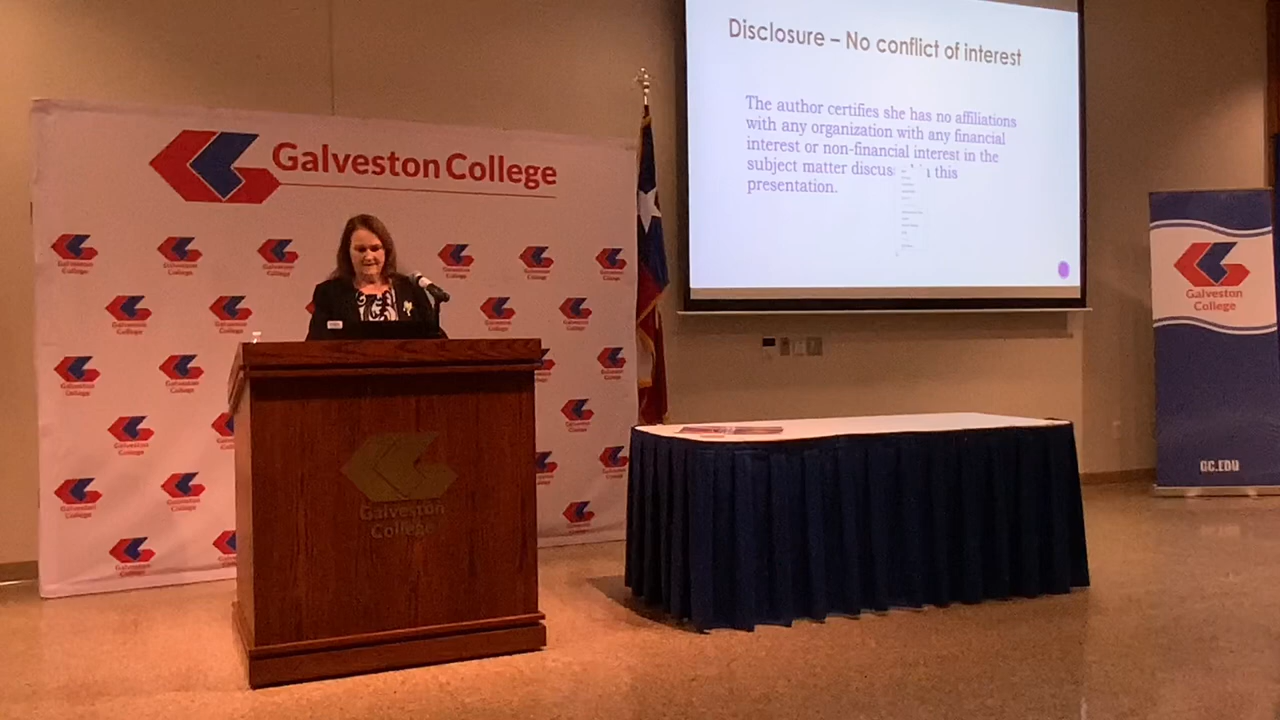 Disclosure – No conflict of interest
The author certifies she has no affiliations
with any organization with any financial
interest or non-financial interest in the
subject matter this
presentation.
Galveston College
Galveston
College
Galveston
College
GC.EDU